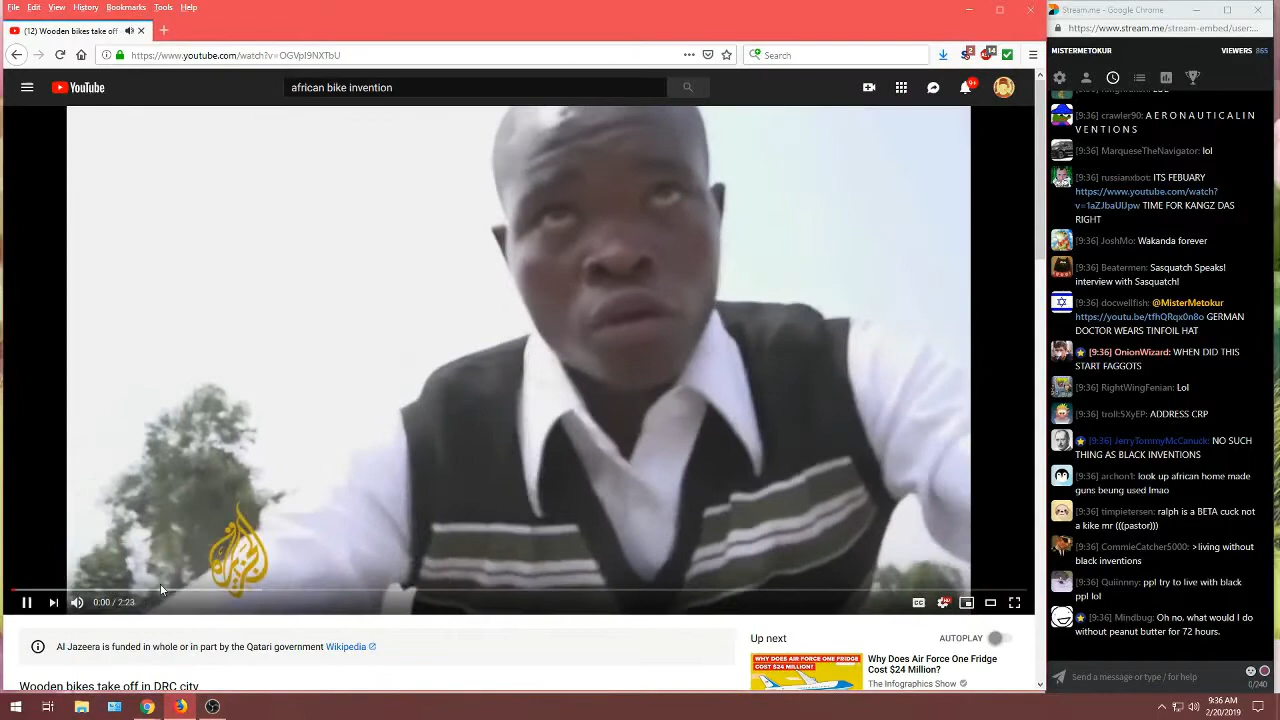 File Edit View History Bookmarks Tools Help
(12) Wooden bikes take off
https://www.youtube.com/watch?v=OGVpI9NXTbU
Search
2
14
YouTube
african bike invention
9+
الجزيرة
0:00 / 2:23
CC
HD
Al Jazeera is funded in whole or in part by the Qatari government Wikipedia
Wooden bikes take off in DRC city
Up next
AUTOPLAY
WHY DOES AIR FORCE ONE FRIDGE
COST $24 MILLION?
Why Does Air Force One Fridge
Cost $24 Million?
The Infographics Show
Stream.me - Google Chrome
https://www.stream.me/stream-embed/user:...
MISTERMETOKUR
VIEWERS 865
[9:36] crawler90: A E R O N A U T I C A L I N
V E N T I O N S
[9:36] MarqueseTheNavigator: lol
[9:36] russianxbot: ITS FEBUARY
https://www.youtube.com/watch?
v=1aZJbaUlJpw TIME FOR KANGZ DAS
RIGHT
[9:36] JoshMo: Wakanda forever
[9:36] Beatermen: Sasquatch Speaks!
interview with Sasquatch!
[9:36] docwellfish: @MisterMetokur
https://youtu.be/tfhQRqx0n8o GERMAN
DOCTOR WEARS TINFOIL HAT
[9:36] OnionWizard: WHEN DID THIS
START FAGGOTS
[9:36] RightWingFenian: Lol
[9:36] troll:5XyEP: ADDRESS CRP
[9:36] JerryTommyMcCanuck: NO SUCH
THING AS BLACK INVENTIONS
[9:36] archon1: look up african home made
guns beung used lmao
[9:36] timpietersen: ralph is a BETA cuck not
a kike mr (((pastor)))
[9:36] CommieCatcher5000: >living without
black inventions
[9:36] Quiinnny: ppl try to live with black
ppl lol
[9:36] Mindbug: Oh no, what would I do
without peanut butter for 72 hours.
Send a message or type / for help
0/240
9:36 AM
2/20/2019